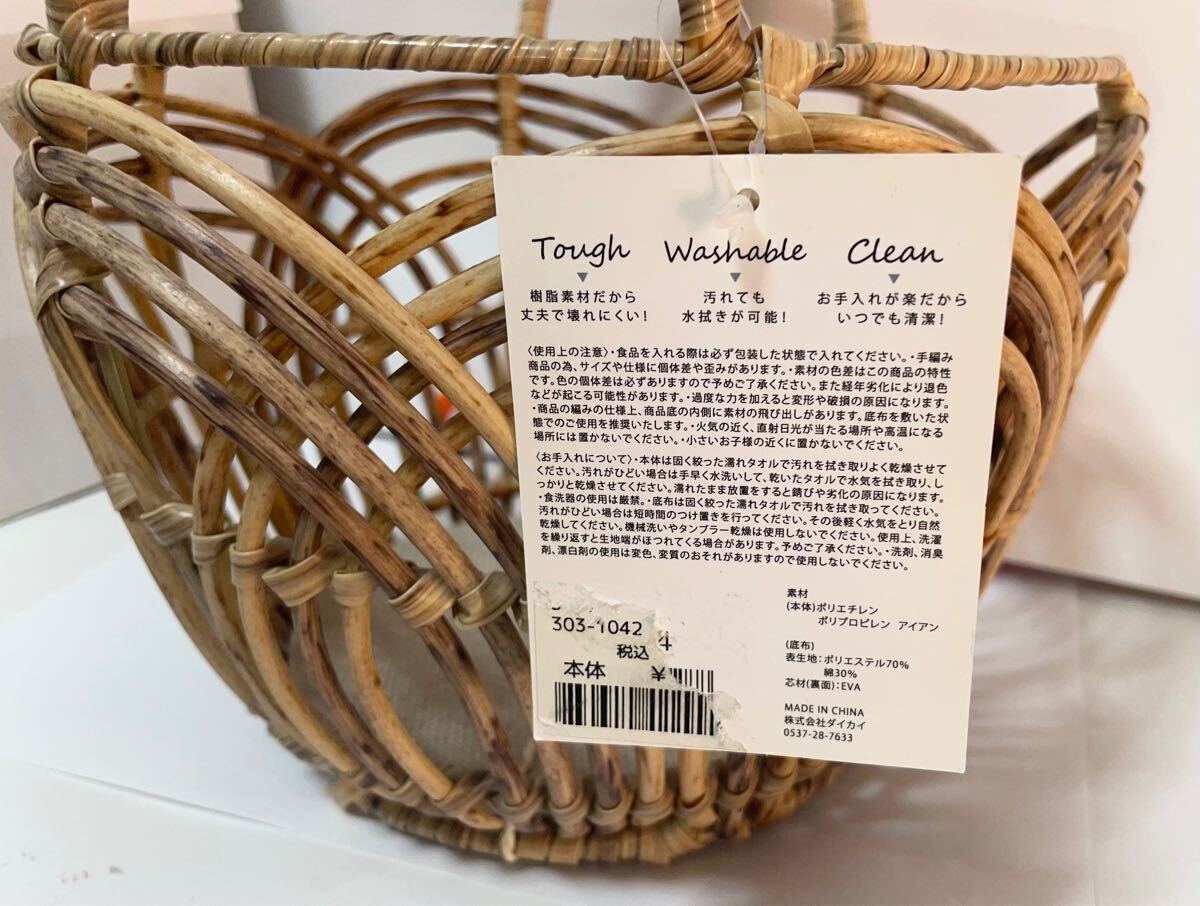 Tough
Washable
Clean
樹脂素材だから
丈夫で壊れにくい!
汚れても
水拭きが可能!
お手入れが楽だから
いつでも清潔!
〈使用上の注意〉・食品を入れる際は必ず包装した状態で入れてください。・手編み
商品の為、サイズや仕様に個体差や歪みがあります。・素材の色差はこの商品の特性
です。色の個体差は必ずありますので予めご了承ください。また経年劣化により退色
などが起こる可能性があります。・過度な力を加えると変形や破損の原因になります。
・商品の編みの仕様上、商品底の内側に素材の飛び出しがあります。底布を敷いた状
態でのご使用を推奨いたします。・火気の近く、直射日光が当たる場所や高温になる
場所には置かないでください。・小さいお子様の近くに置かないでください。
〈お手入れについて〉・本体は固く絞った濡れタオルで汚れを拭き取りよく乾燥させて
ください。汚れがひどい場合は手早く水洗いして、乾いたタオルで水気を拭き取り、し
っかりと乾燥させてください。濡れたまま放置をすると錆びや劣化の原因になります。
・食洗器の使用は厳禁。・底布は固く絞った濡れタオルで汚れを拭き取ってください。
汚れがひどい場合は短時間のつけ置きを行ってください。その後軽く水気をとり自然
乾燥してください。機械洗いやタンブラー乾燥は使用しないでください。使用上、洗濯
を繰り返すと生地端がほつれてくる場合があります。予めご了承ください。・洗剤、消臭
剤、漂白剤の使用は変色、変質のおそれがありますので使用しないでください。
303-1042
4
税込
本体 ¥
素材
(本体)ポリエチレン
ポリプロピレン アイアン
(底布)
表生地:ポリエステル70%
綿30%
芯材(裏面):EVA
MADE IN CHINA
株式会社ダイカイ
0537-28-7633